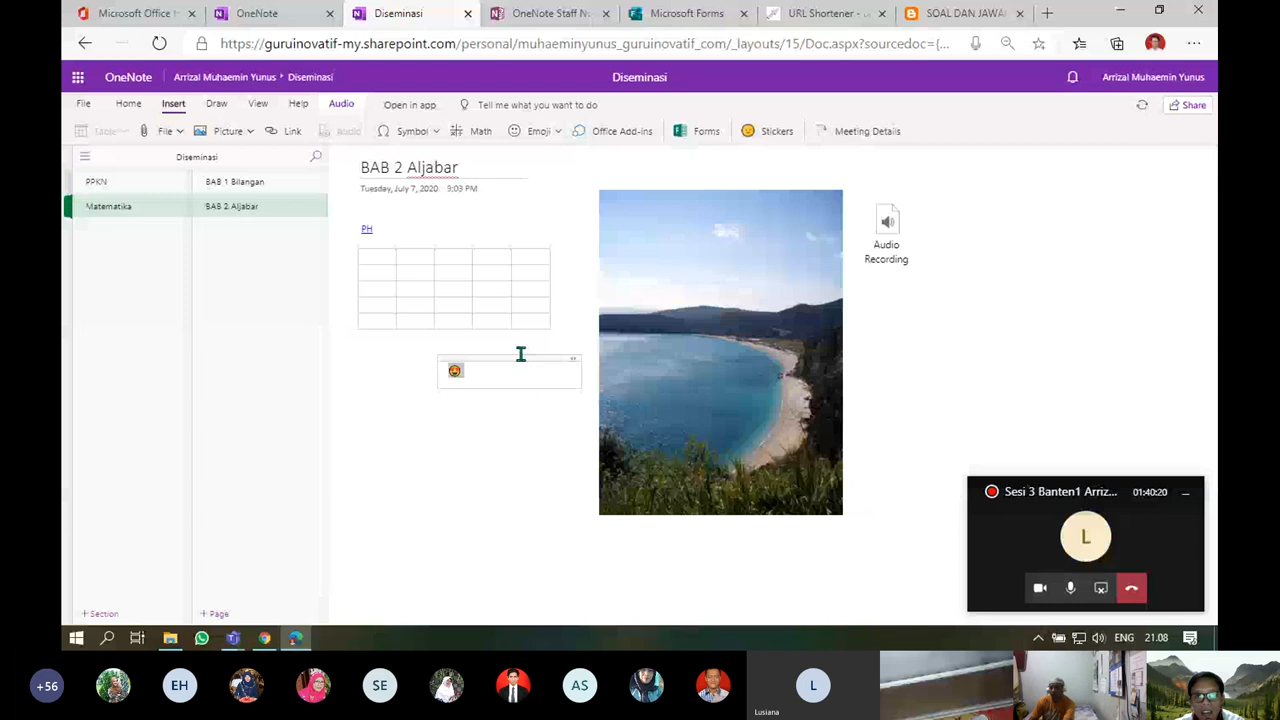 Microsoft Office H
OneNote
Diseminasi
OneNote Staff N
Microsoft Forms
URL Shortener - u
SOAL DAN JAWA
https://guruinovatif-my.sharepoint.com/personal/muhaeminyunus_guruinovatif_com/_layouts/15/Doc.aspx?sourcedoc={...
OneNote
Arrizal Muhaemin Yunus > Diseminasi
Diseminasi
Arrizal Muhaemin Yunus
File Home Insert Draw View Help Audio Open in app Tell me what you want to do Share
Table File Picture Link Audio Symbol Math Emoji Office Add-ins Forms Stickers Meeting Details
Diseminasi
PPKN
BAB 1 Bilangan
Matematika
BAB 2 Aljabar
BAB 2 Aljabar
Tuesday, July 7, 2020 9:03 PM
PH
Audio
Recording
Sesi 3 Banten1 Arriz... 01:40:20
L
+ Section
+ Page
ENG 21.08
+56
EH
SE
AS
L
Lusiana